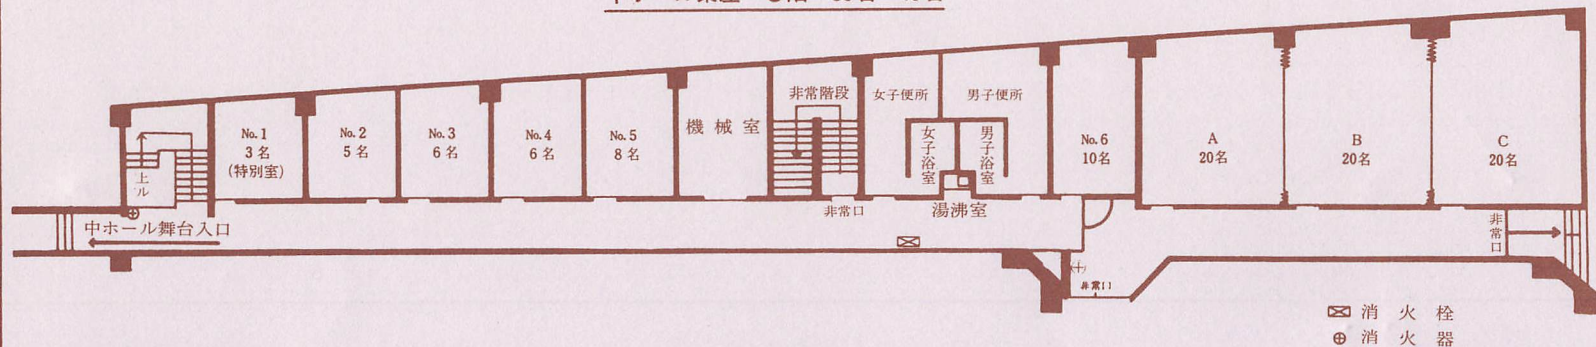 No.1
3名
(特別室)
No.2
5名
No.3
6名
No.4
6名
No.5
8名
機械室
非常階段
女子便所
男子便所
女子浴室
男子浴室
No.6
10名
A
20名
B
20名
C
20名
上ル
中ホール舞台入口
非常口
湯沸室
非常口
非常口
消火栓
消火器